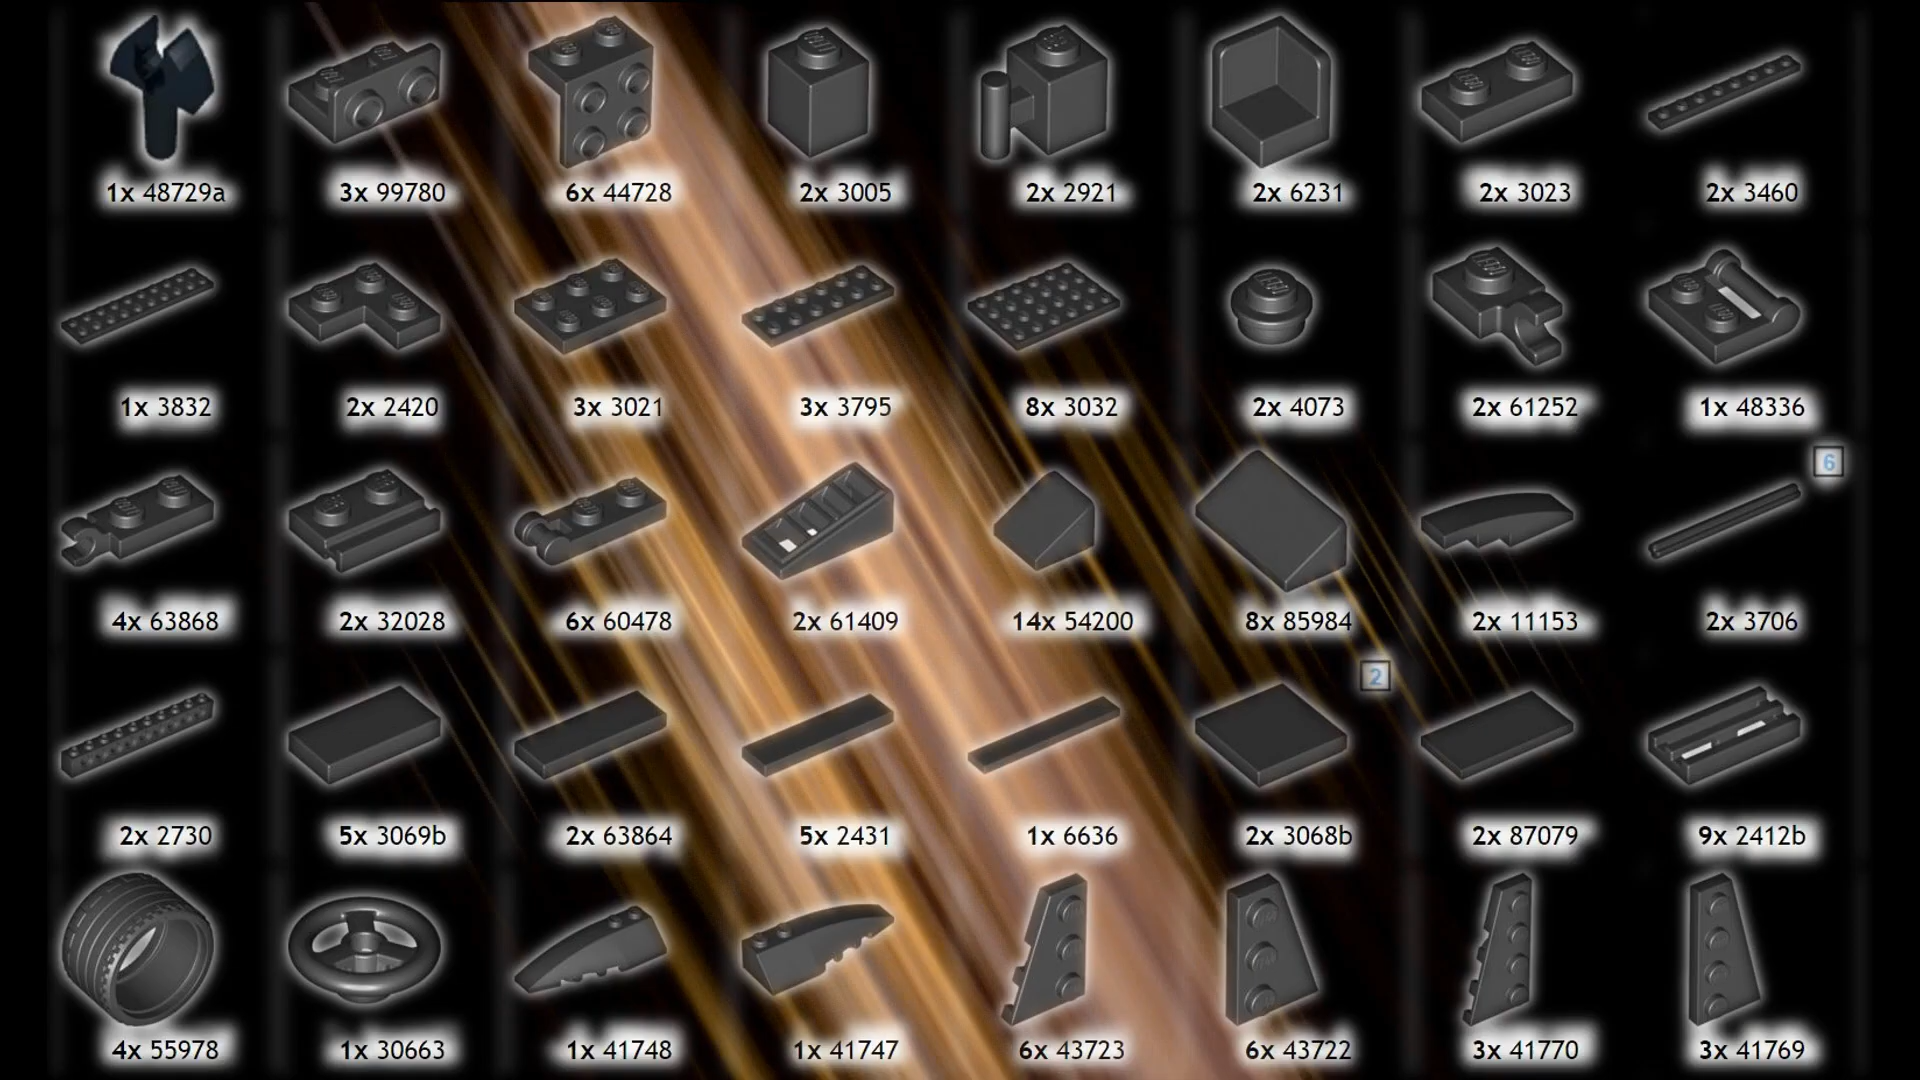 1x 48729a 3x 99780 6x 44728 2x 3005 2x 2921 2x 6231 2x 3023 2x 3460
1x 3832 2x 2420 3x 3021 3x 3795 8x 3032 2x 4073 2x 61252 1x 48336
6
4x 63868 2x 32028 6x 60478 2x 61409 14x 54200 8x 85984 2x 11153 2x 3706
2
2x 2730 5x 3069b 2x 63864 5x 2431 1x 6636 2x 3068b 2x 87079 9x 2412b
4x 55978 1x 30663 1x 41748 1x 41747 6x 43723 6x 43722 3x 41770 3x 41769